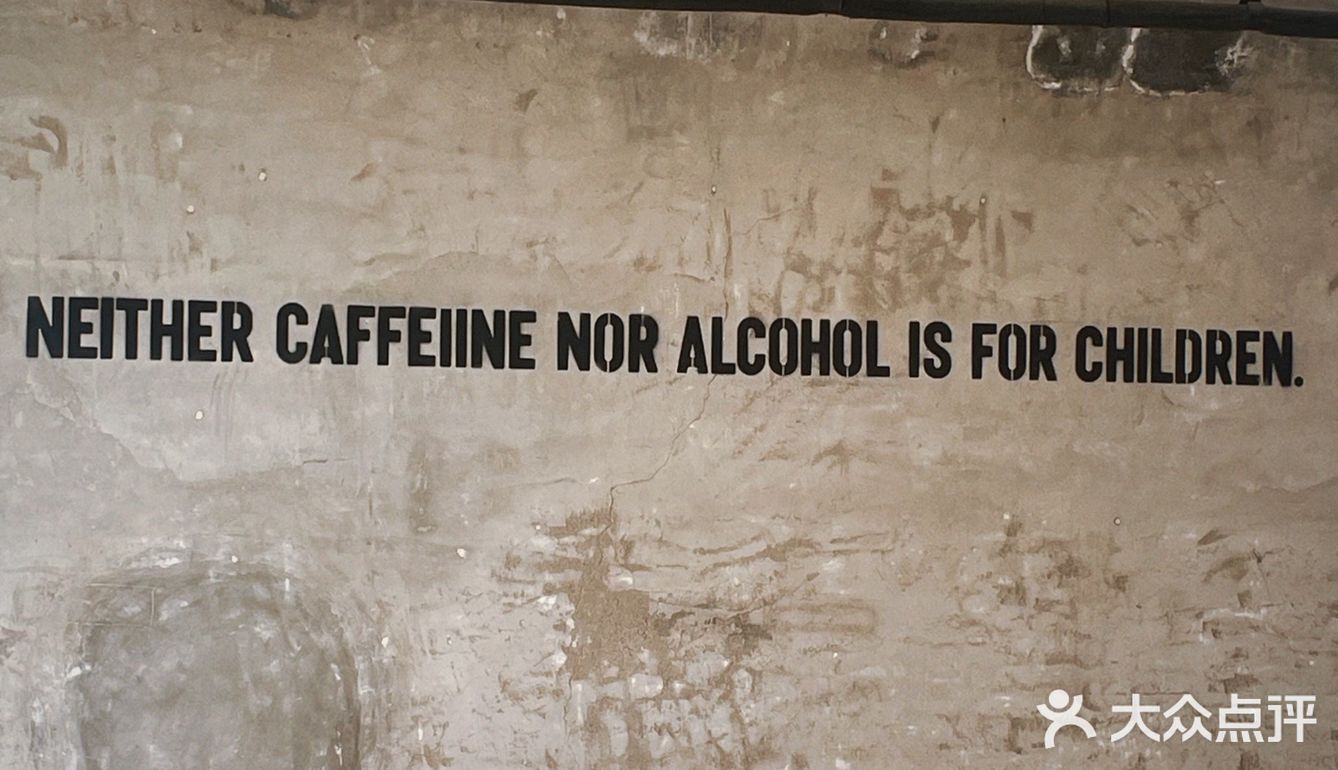 NEITHER CAFFEIINE NOR ALCOHOL IS FOR CHILDREN.
大众点评